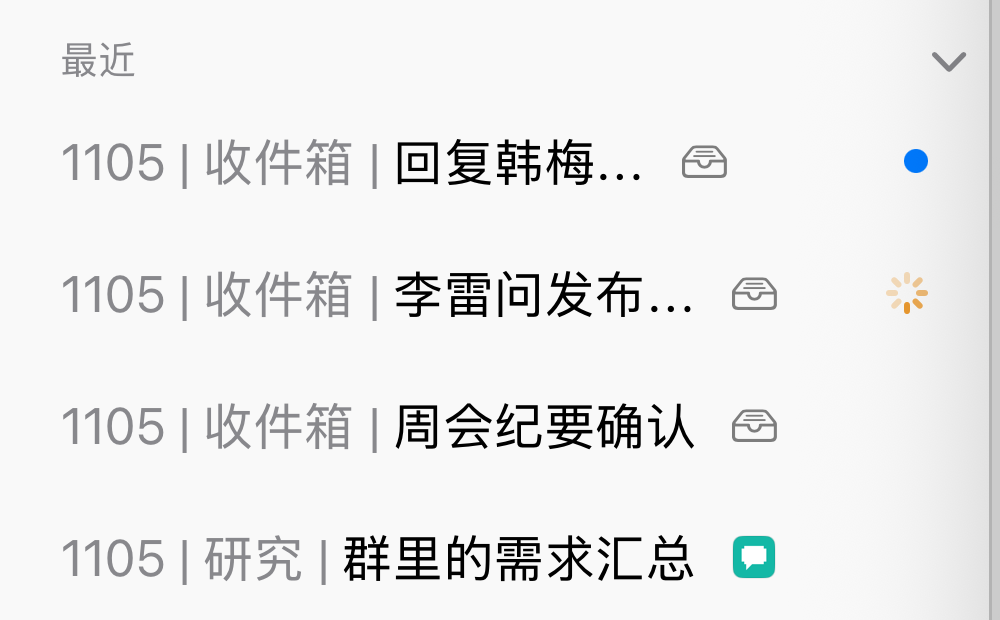 最近
1105 | 收件箱 | 回复韩梅...
1105 | 收件箱 | 李雷问发布...
1105 | 收件箱 | 周会纪要确认
1105 | 研究 | 群里的需求汇总